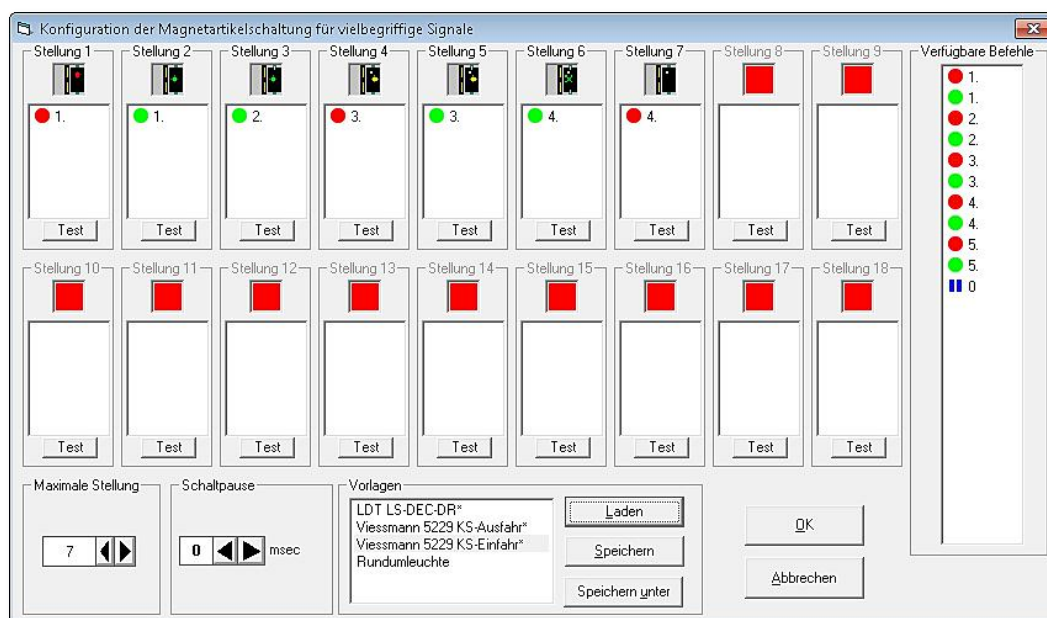 Konfiguration der Magnetartikelschaltung für vielbegriffige Signale
Stellung 1 Stellung 2 Stellung 3 Stellung 4 Stellung 5 Stellung 6 Stellung 7 Stellung 8 Stellung 9
1. 1. 2. 3. 3. 4. 4.
Test Test Test Test Test Test Test Test Test
Stellung 10 Stellung 11 Stellung 12 Stellung 13 Stellung 14 Stellung 15 Stellung 16 Stellung 17 Stellung 18
Test Test Test Test Test Test Test Test Test
Verfügbare Befehle
1.
1.
2.
2.
3.
3.
4.
4.
5.
5.
0
Maximale Stellung
7
Schaltpause
0 msec
Vorlagen
LDT LS-DEC-DR*
Viessmann 5229 KS-Ausfahr*
Viessmann 5229 KS-Einfahr*
Rundumleuchte
Laden
Speichern
Speichern unter
OK
Abbrechen